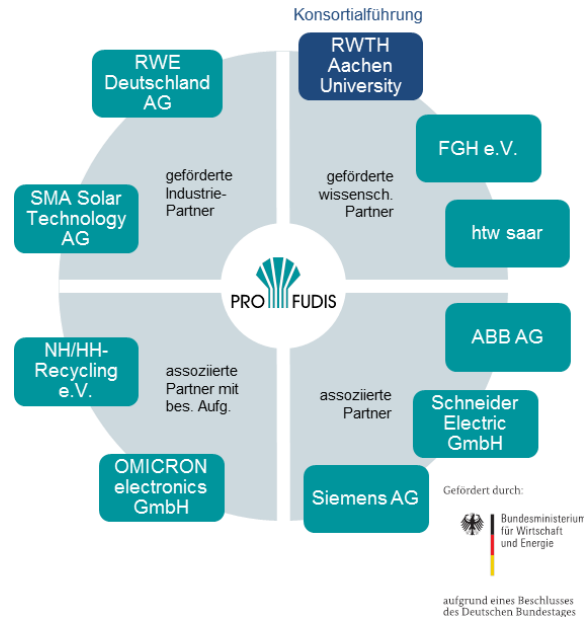 Konsortialführung
RWTH
Aachen
University
RWE
Deutschland
AG
FGH e.V.
geförderte
Industrie-
Partner
geförderte
wissensch.
Partner
SMA Solar
Technology
AG
htw saar
PRO FUDIS
ABB AG
NH/HH-
Recycling
e.V.
assoziierte
Partner mit
bes. Aufg.
assoziierte
Partner
Schneider
Electric
GmbH
OMICRON
electronics
GmbH
Siemens AG
Gefördert durch:
Bundesministerium
für Wirtschaft
und Energie
aufgrund eines Beschlusses
des Deutschen Bundestages